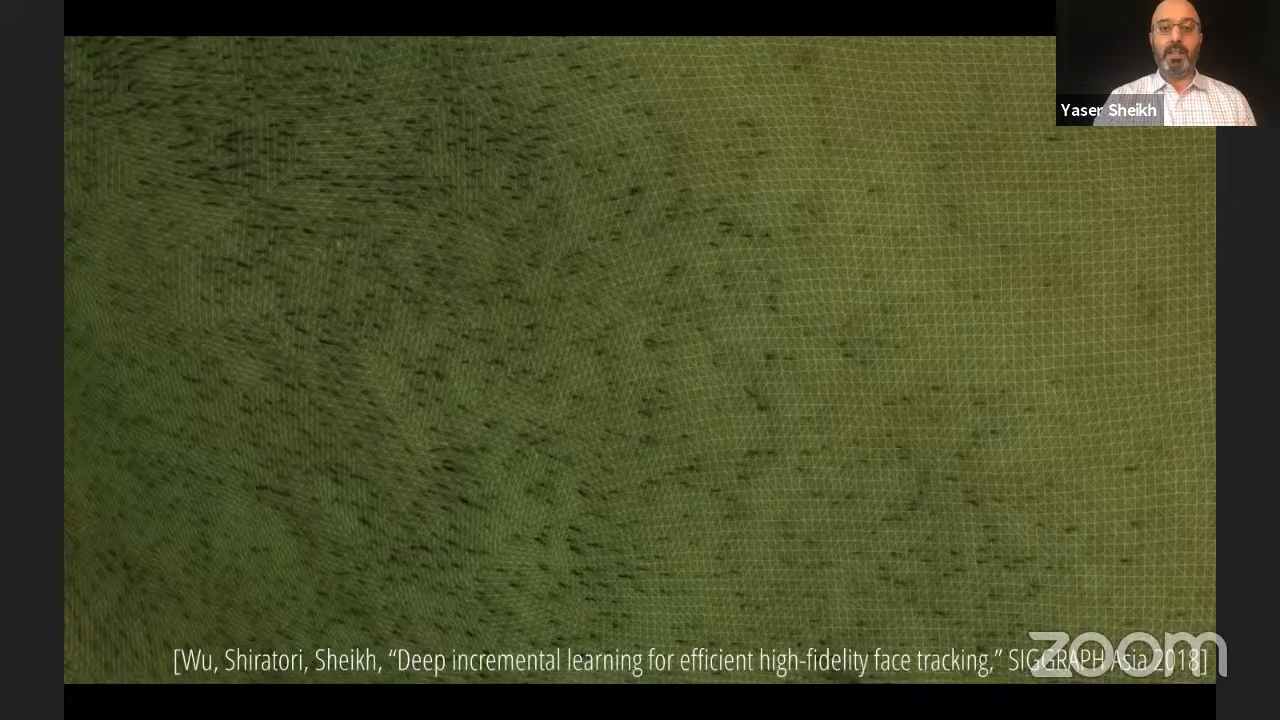 Yaser Sheikh
[Wu, Shiratori, Sheikh, “Deep incremental learning for efficient high-fidelity face tracking,” SIGGRAPH Asia 2018]
zoom